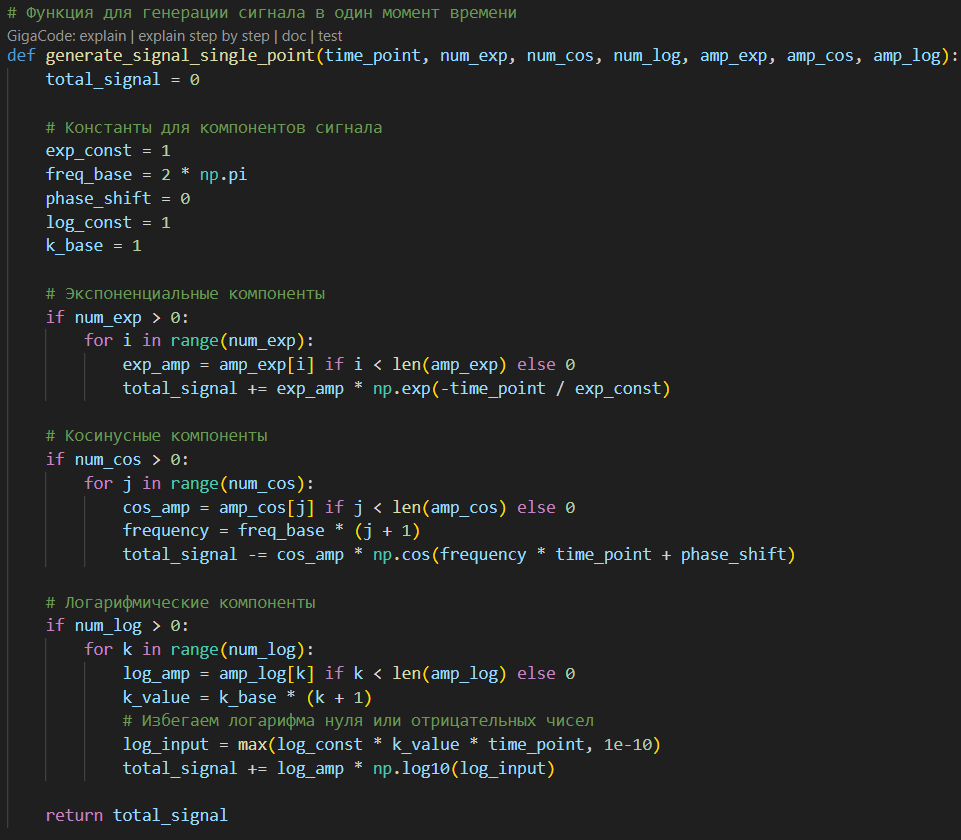 # Функция для генерации сигнала в один момент времени
GigaCode: explain | explain step by step | doc | test
def generate_signal_single_point(time_point, num_exp, num_cos, num_log, amp_exp, amp_cos, amp_log):
    total_signal = 0

    # Константы для компонентов сигнала
    exp_const = 1
    freq_base = 2 * np.pi
    phase_shift = 0
    log_const = 1
    k_base = 1

    # Экспоненциальные компоненты
    if num_exp > 0:
        for i in range(num_exp):
            exp_amp = amp_exp[i] if i < len(amp_exp) else 0
            total_signal += exp_amp * np.exp(-time_point / exp_const)

    # Косинусные компоненты
    if num_cos > 0:
        for j in range(num_cos):
            cos_amp = amp_cos[j] if j < len(amp_cos) else 0
            frequency = freq_base * (j + 1)
            total_signal -= cos_amp * np.cos(frequency * time_point + phase_shift)

    # Логарифмические компоненты
    if num_log > 0:
        for k in range(num_log):
            log_amp = amp_log[k] if k < len(amp_log) else 0
            k_value = k_base * (k + 1)
            # Избегаем логарифма нуля или отрицательных чисел
            log_input = max(log_const * k_value * time_point, 1e-10)
            total_signal += log_amp * np.log10(log_input)

    return total_signal